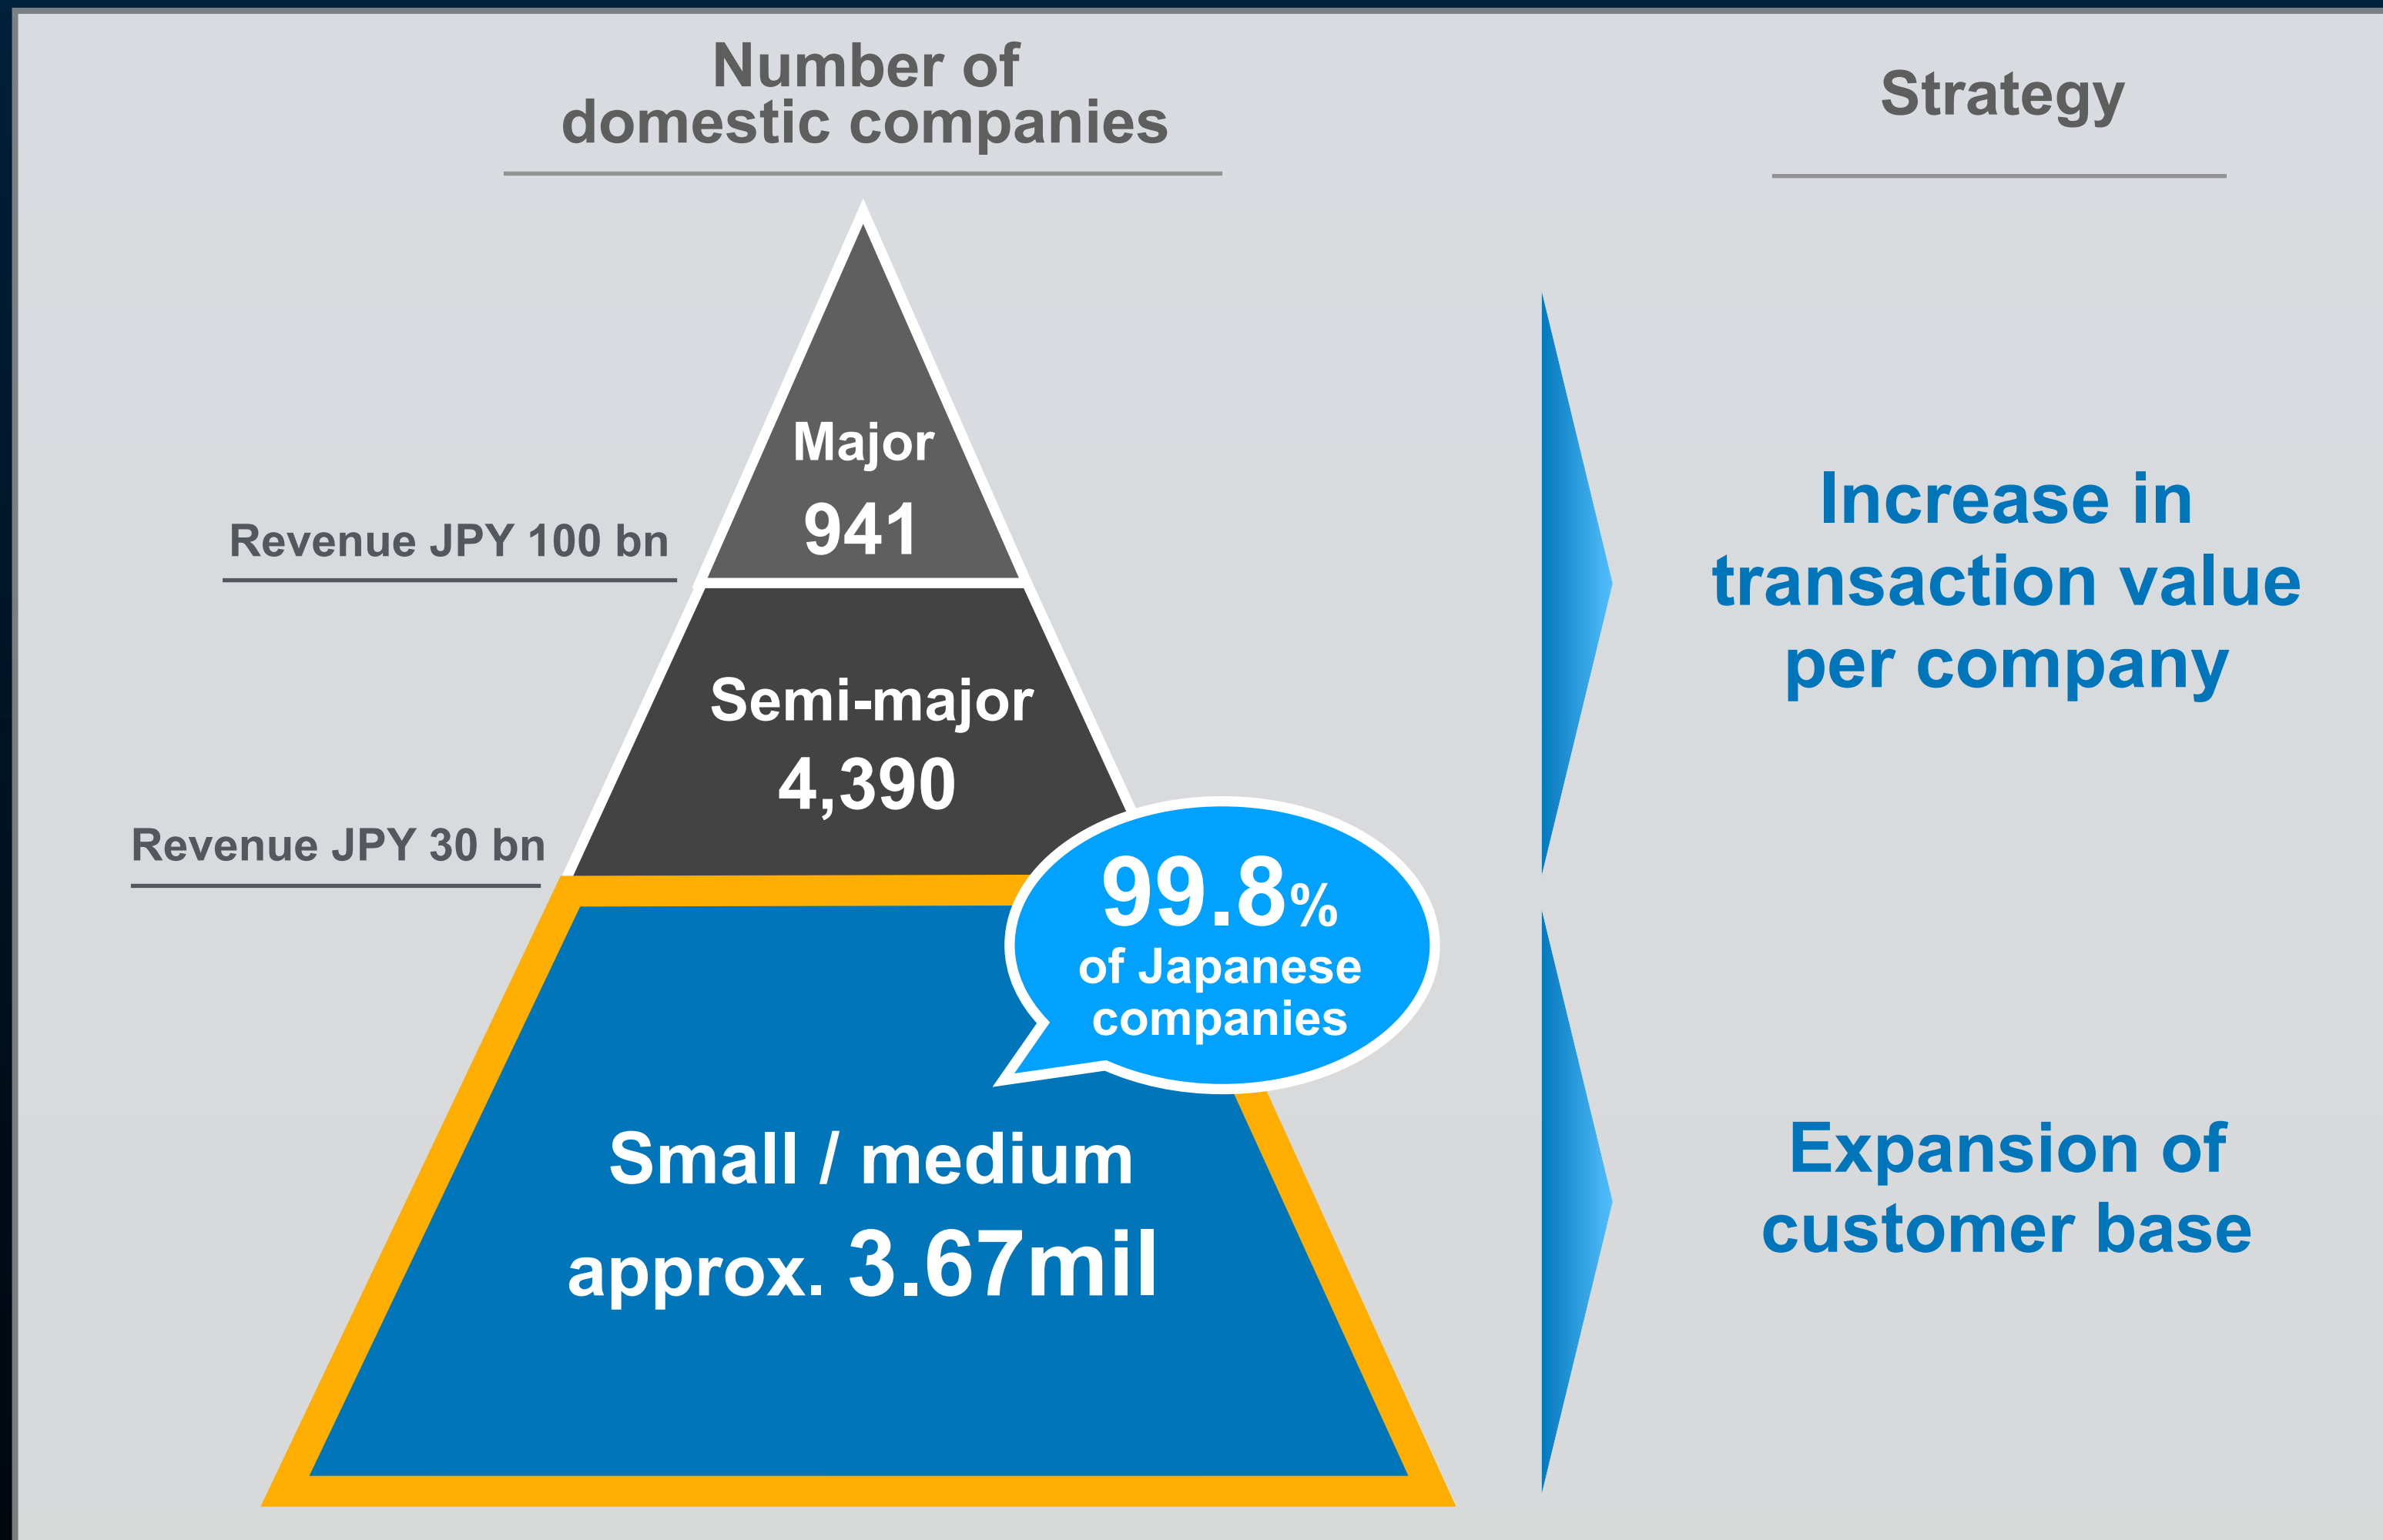 Number of
domestic companies
Strategy
Major
941
Revenue JPY 100 bn
Semi-major
4,390
Revenue JPY 30 bn
99.8%
of Japanese
companies
Small / medium
approx. 3.67mil
Increase in
transaction value
per company
Expansion of
customer base